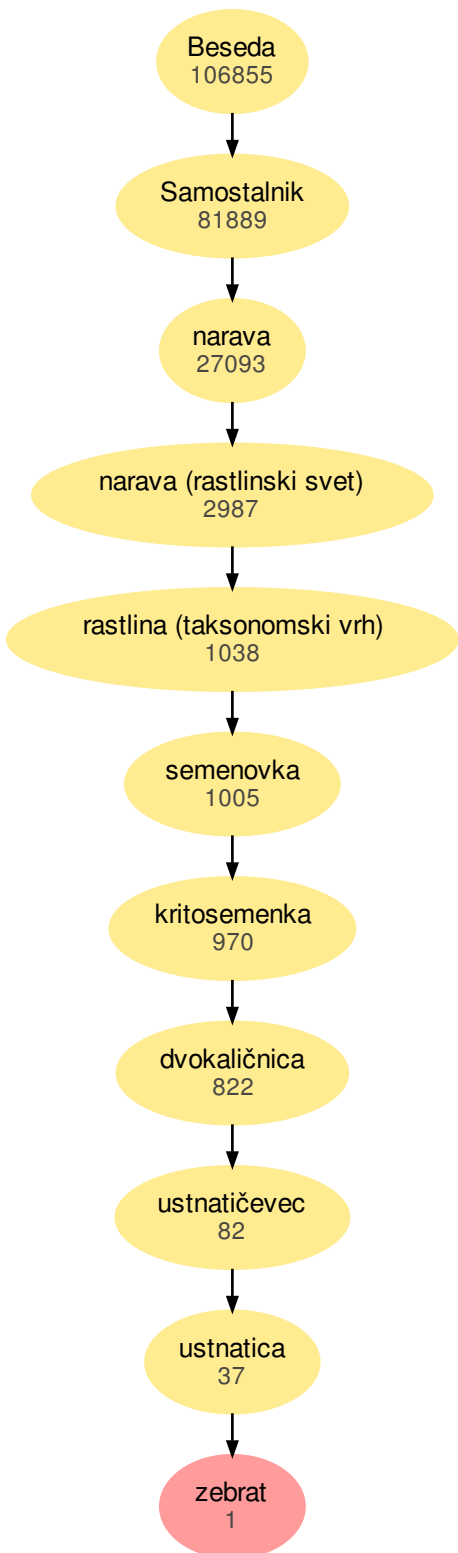 Beseda
106855
Samostalnik
81889
narava
27093
narava (rastlinski svet)
2987
rastlina (taksonomski vrh)
1038
semenovka
1005
kritosemenka
970
dvokaličnica
822
ustnatičevec
82
ustnatica
37
zebrat
1